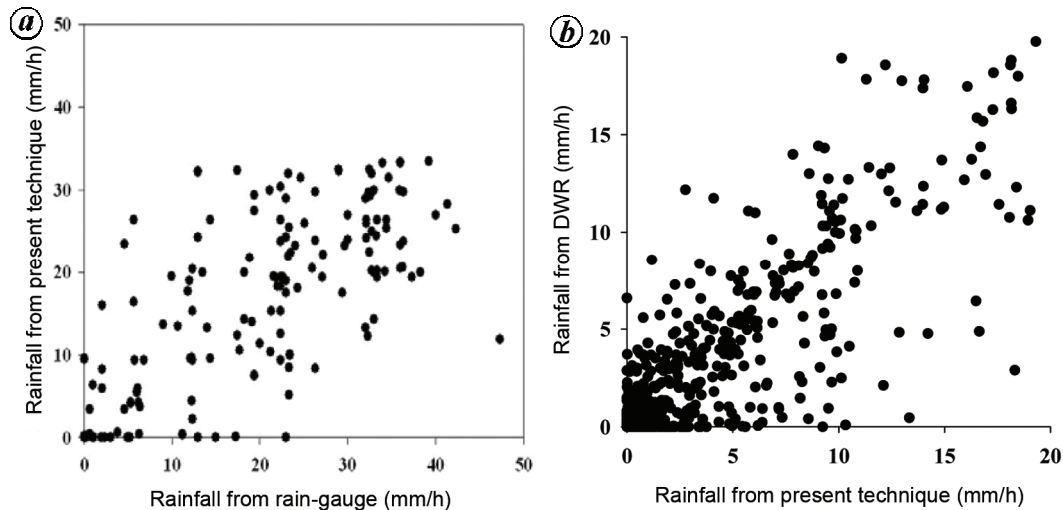 a
50
40
30
20
10
0
Rainfall from present technique (mm/h)
0 10 20 30 40 50
Rainfall from rain-gauge (mm/h)
b
20
15
10
5
0
Rainfall from DWR (mm/h)
0 5 10 15 20
Rainfall from present technique (mm/h)